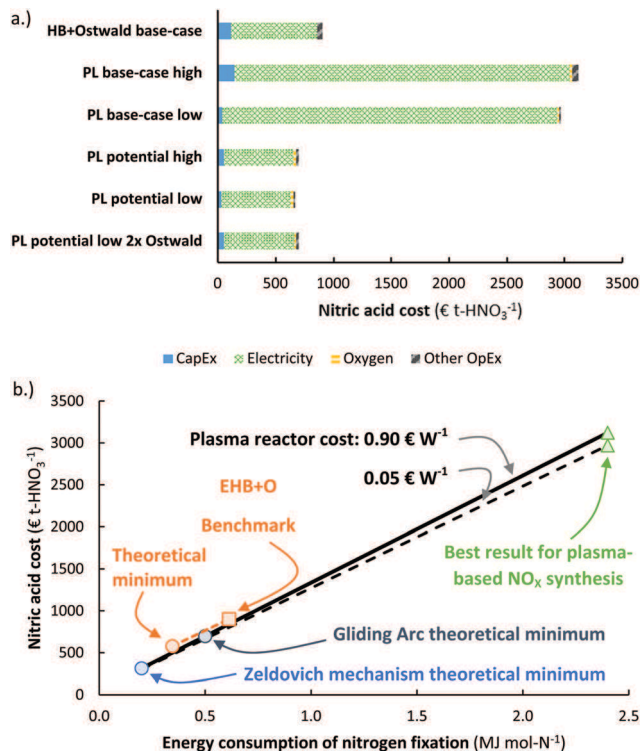 a.)
HB+Ostwald base-case
PL base-case high
PL base-case low
PL potential high
PL potential low
PL potential low 2x Ostwald
0 500 1000 1500 2000 2500 3000 3500
Nitric acid cost (€ t-HNO₃⁻¹)
CapEx Electricity Oxygen Other OpEx
b.)
3500
3000
2500
2000
1500
1000
500
0
Nitric acid cost
(€ t-HNO₃⁻¹)
Plasma reactor cost: 0.90 € W⁻¹
0.05 € W⁻¹
EHB+O
Benchmark
Theoretical
minimum
Best result for plasma-
based NOₓ synthesis
Gliding Arc theoretical minimum
Zeldovich mechanism theoretical minimum
0.0 0.5 1.0 1.5 2.0 2.5
Energy consumption of nitrogen fixation (MJ mol-N⁻¹)